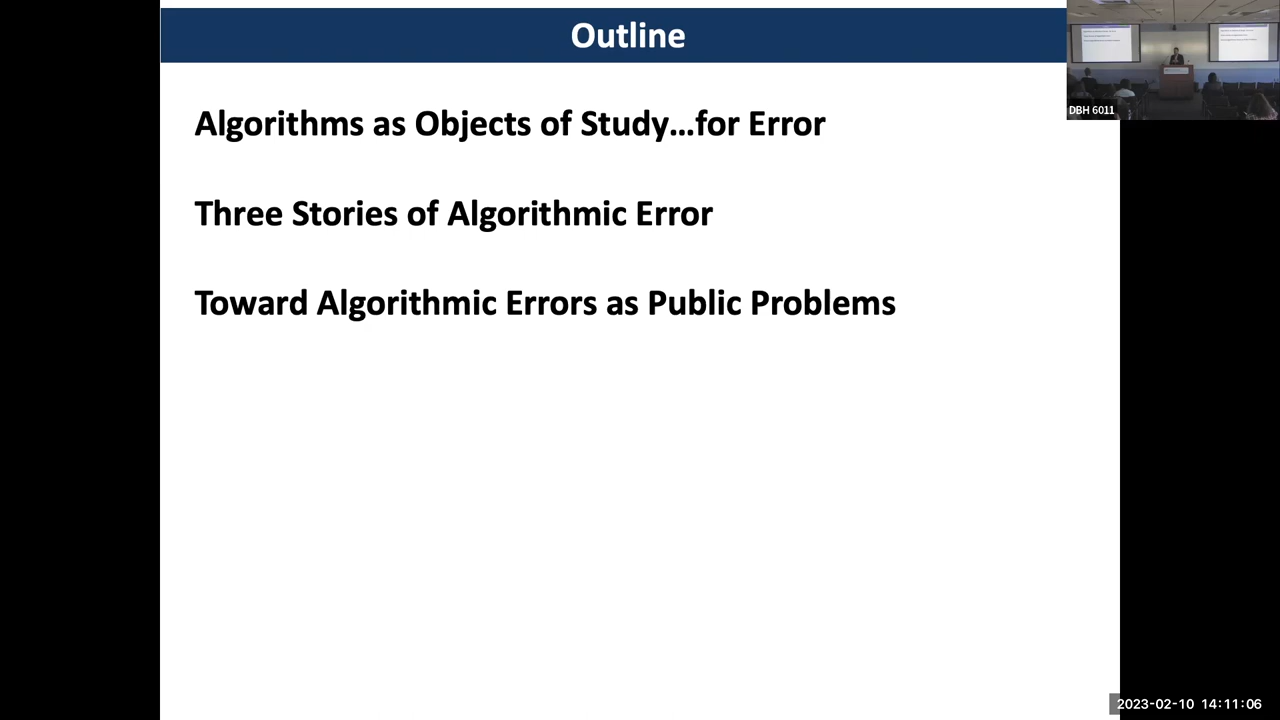 Outline
Algorithms as Objects of Study...for Error
Three Stories of Algorithmic Error
Toward Algorithmic Errors as Public Problems
DBH 6011
2023-02-10 14:11:06